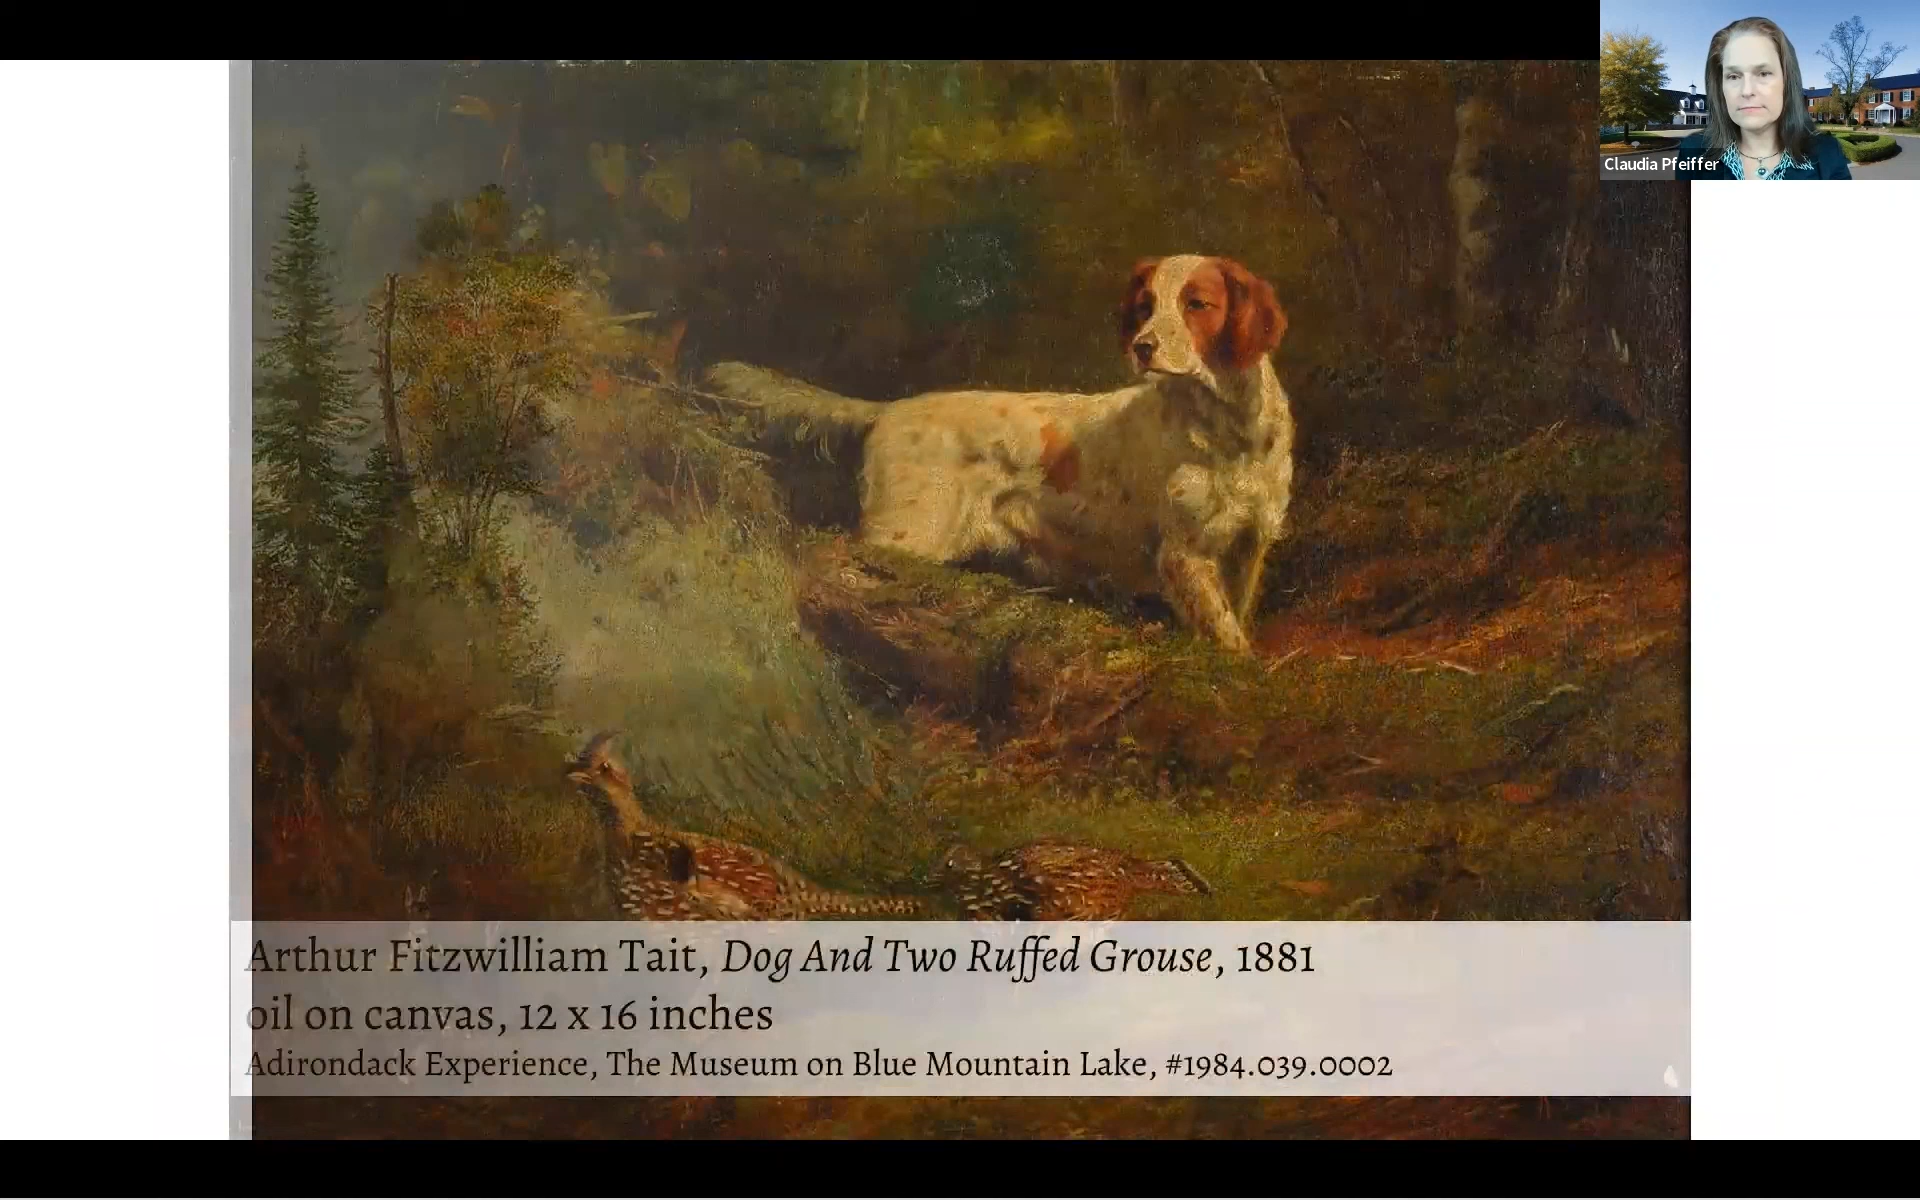 Claudia Pfeiffer
Arthur Fitzwilliam Tait, Dog And Two Ruffed Grouse, 1881
oil on canvas, 12 x 16 inches
Adirondack Experience, The Museum on Blue Mountain Lake, #1984.039.0002